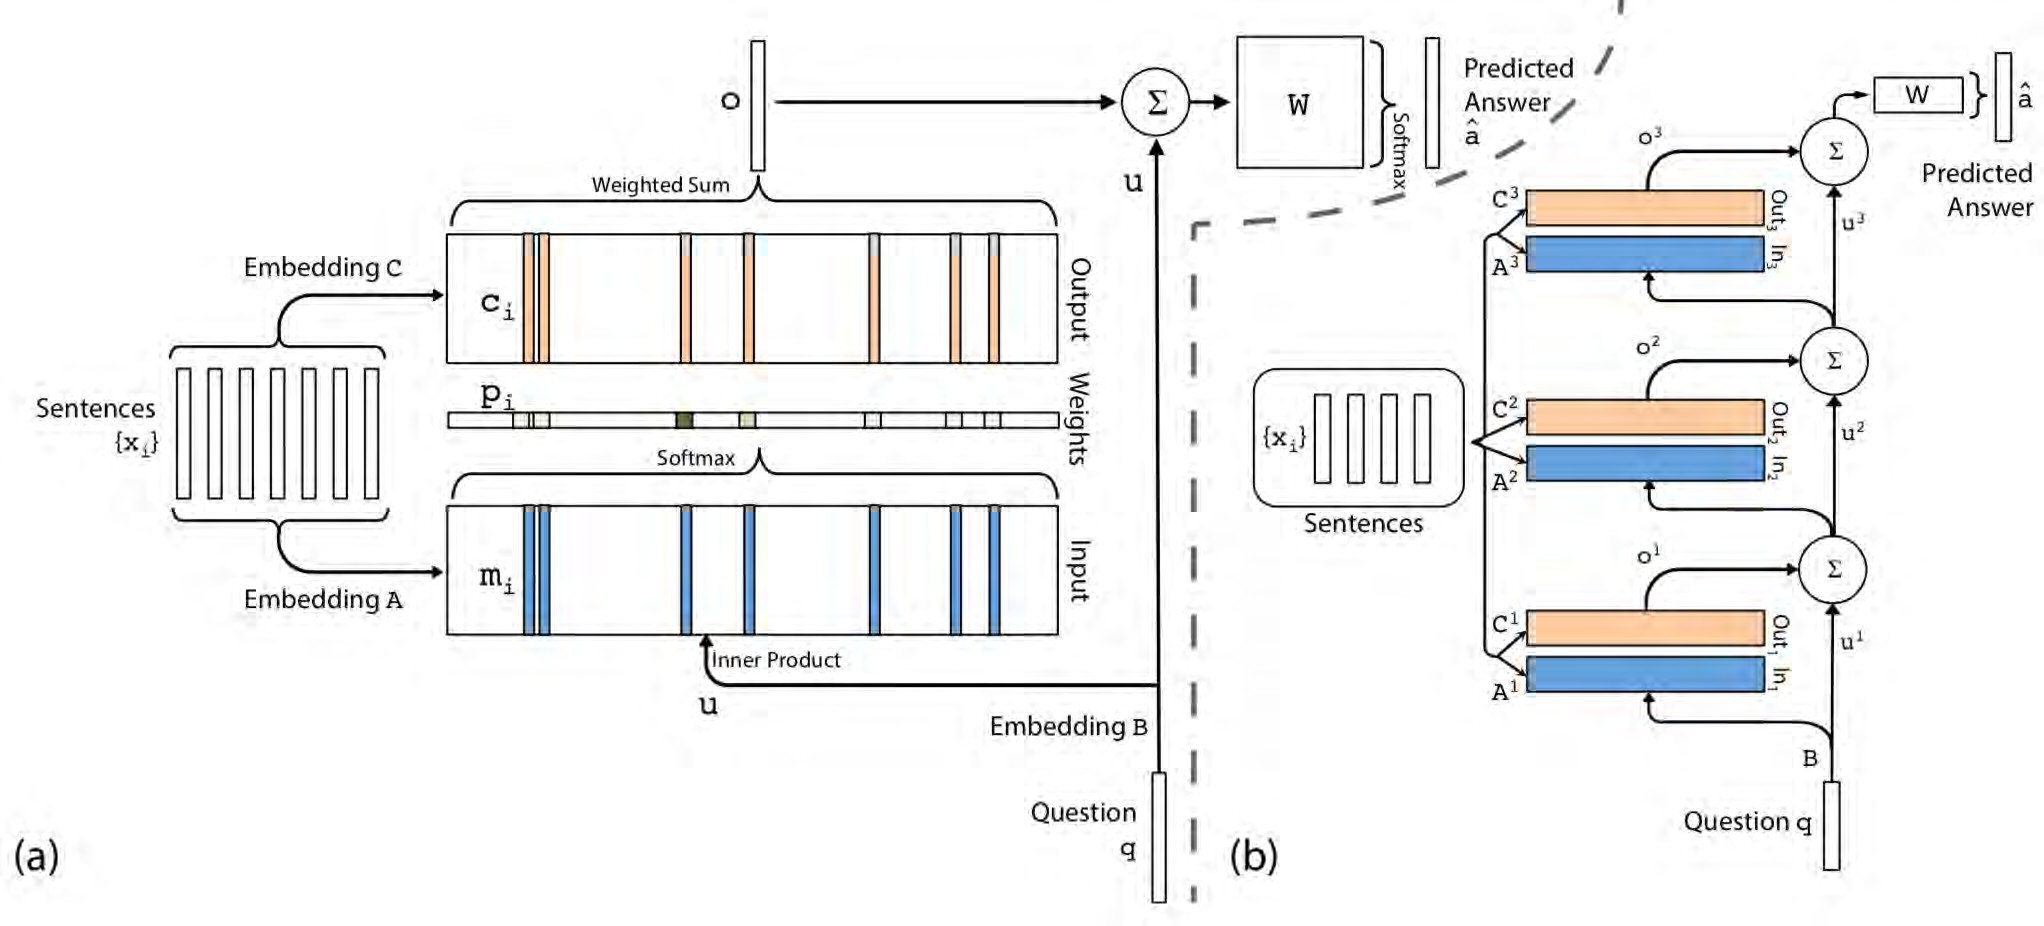 o
Weighted Sum
Embedding C
c_i
Output
Sentences
{x_i}
p_i
Weights
Softmax
m_i
Input
Embedding A
Inner Product
u
Embedding B
Question
q
u
Σ
W
Softmax
Predicted
Answer
â
(a)
W
â
Predicted
Answer
Σ
o³
u³
C³
Out₃
A³
In₃
Σ
o²
u²
C²
Out₂
A²
In₂
{x_i}
Sentences
Σ
o¹
u¹
C¹
Out₁
A¹
In₁
B
Question q
(b)